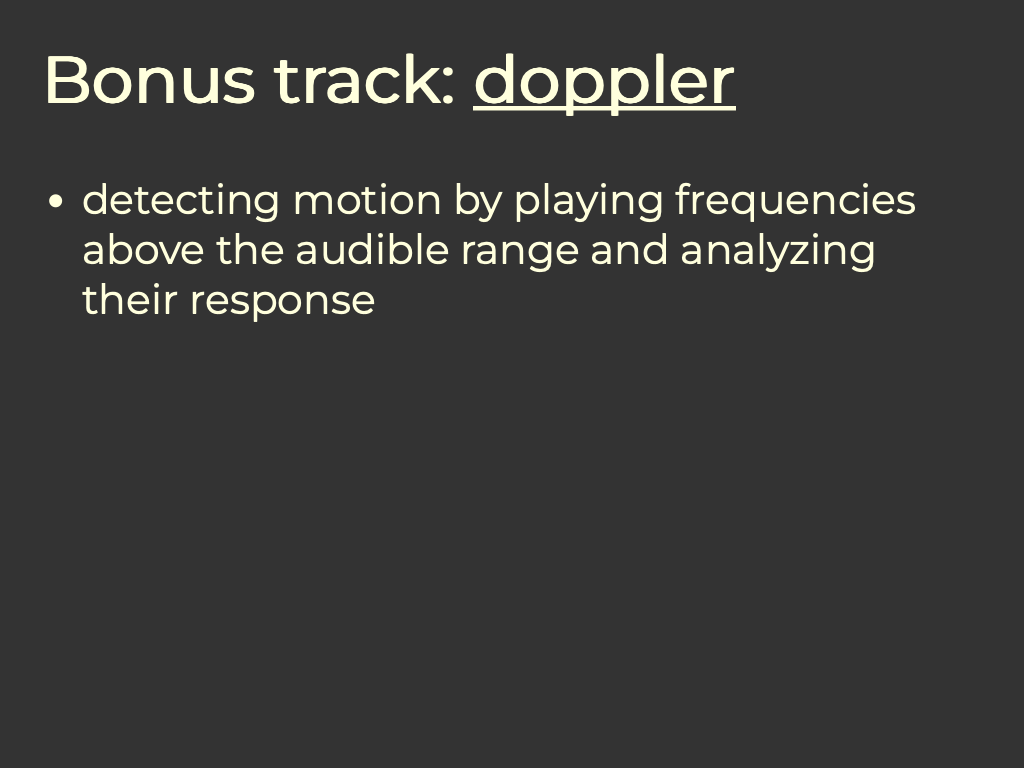 Bonus track: doppler
• detecting motion by playing frequencies
above the audible range and analyzing
their response